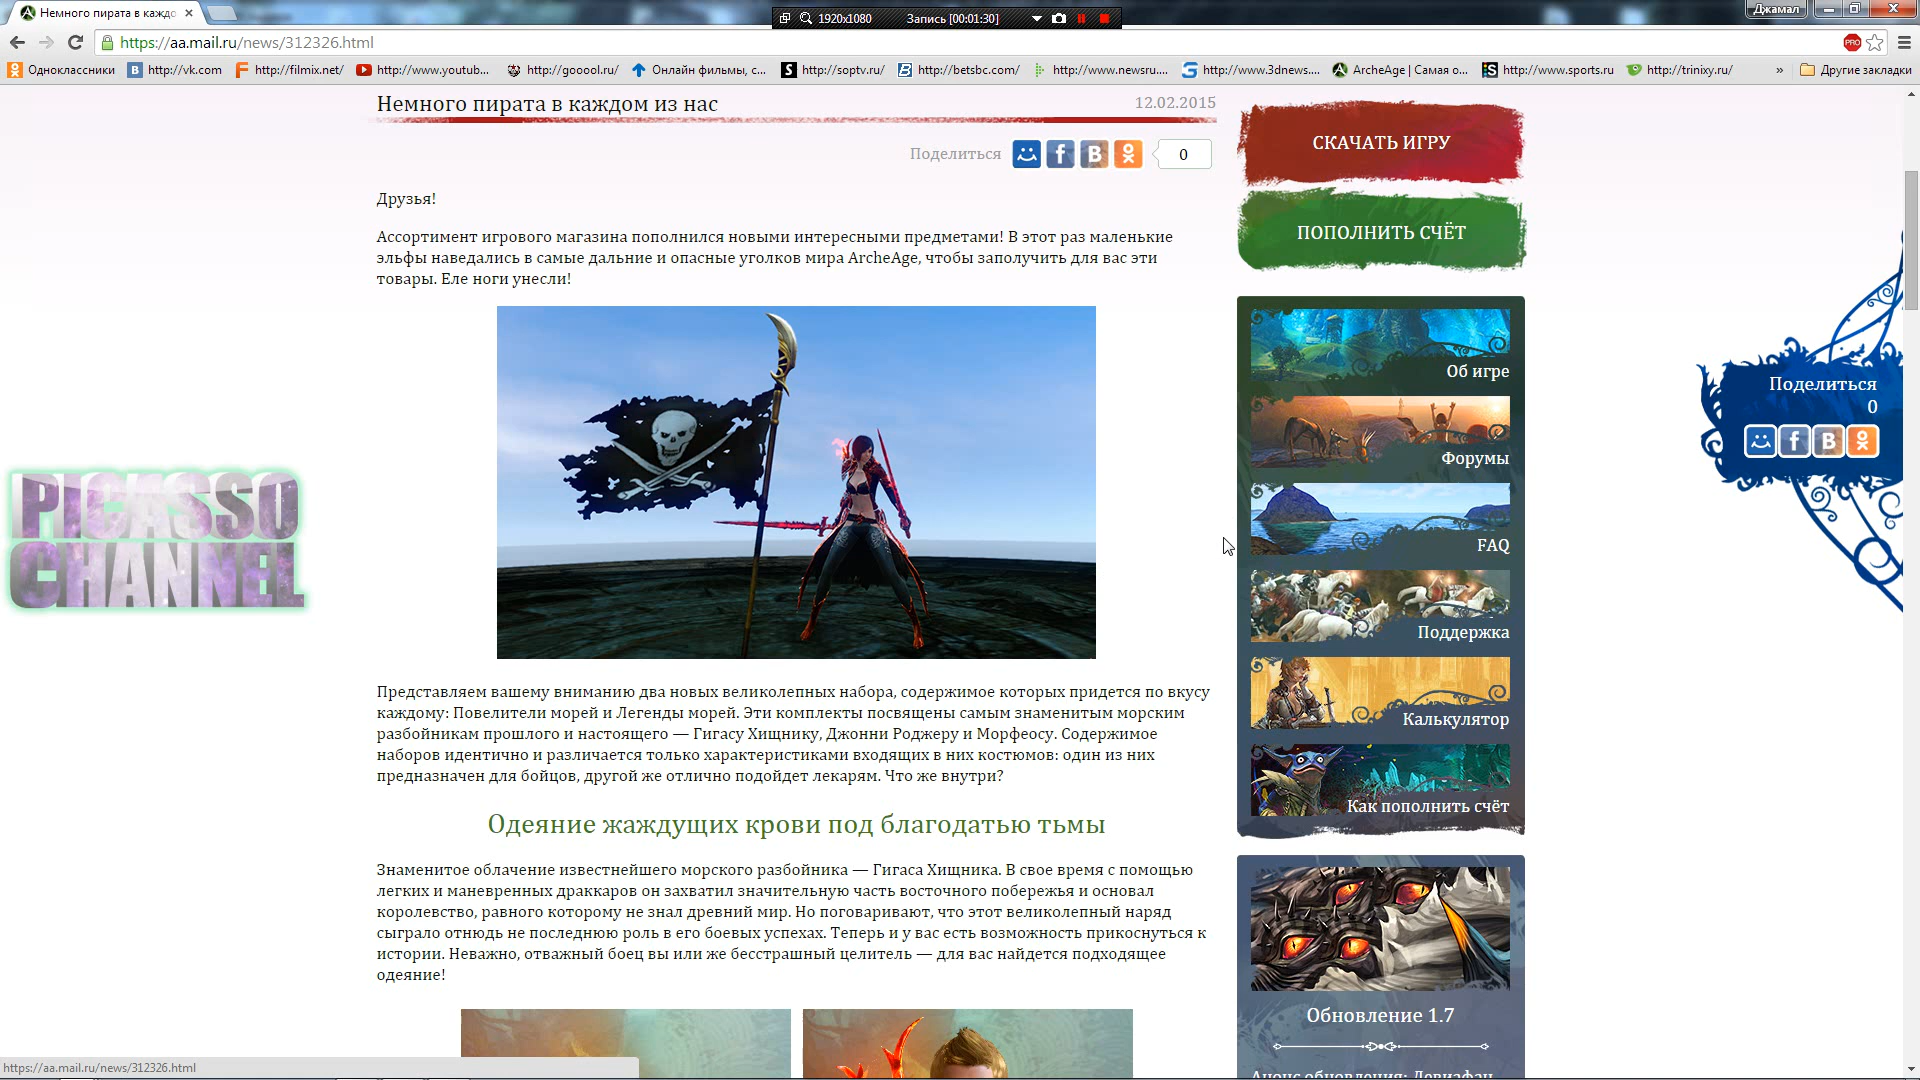 Немного пирата в каждо
1920x1080
Запись [00:01:30]
Джамал
https://aa.mail.ru/news/312326.html
PRO
Одноклассники
http://vk.com
http://filmix.net/
http://www.youtub...
http://gooool.ru/
Онлайн фильмы, с...
http://soptv.ru/
http://betsbc.com/
http://www.newsru....
http://www.3dnews....
ArcheAge | Самая о...
http://www.sports.ru
http://trinixy.ru/
»
Другие закладки
Немного пирата в каждом из нас
12.02.2015
Поделиться
0
Друзья!
Ассортимент игрового магазина пополнился новыми интересными предметами! В этот раз маленькие
эльфы наведались в самые дальние и опасные уголков мира ArcheAge, чтобы заполучить для вас эти
товары. Еле ноги унесли!
Представляем вашему вниманию два новых великолепных набора, содержимое которых придется по вкусу
каждому: Повелители морей и Легенды морей. Эти комплекты посвящены самым знаменитым морским
разбойникам прошлого и настоящего — Гигасу Хищнику, Джонни Роджеру и Морфеосу. Содержимое
наборов идентично и различается только характеристиками входящих в них костюмов: один из них
предназначен для бойцов, другой же отлично подойдет лекарям. Что же внутри?
Одеяние жаждущих крови под благодатью тьмы
Знаменитое облачение известнейшего морского разбойника — Гигаса Хищника. В свое время с помощью
легких и маневренных драккаров он захватил значительную часть восточного побережья и основал
королевство, равного которому не знал древний мир. Но поговаривают, что этот великолепный наряд
сыграло отнюдь не последнюю роль в его боевых успехах. Теперь и у вас есть возможность прикоснуться к
истории. Неважно, отважный боец вы или же бесстрашный целитель — для вас найдется подходящее
одеяние!
СКАЧАТЬ ИГРУ
ПОПОЛНИТЬ СЧЁТ
Об игре
Форумы
FAQ
Поддержка
Калькулятор
Как пополнить счёт
Обновление 1.7
Анонс обновления: Левиафан
Поделиться
0
PICASSO
CHANNEL
https://aa.mail.ru/news/312326.html